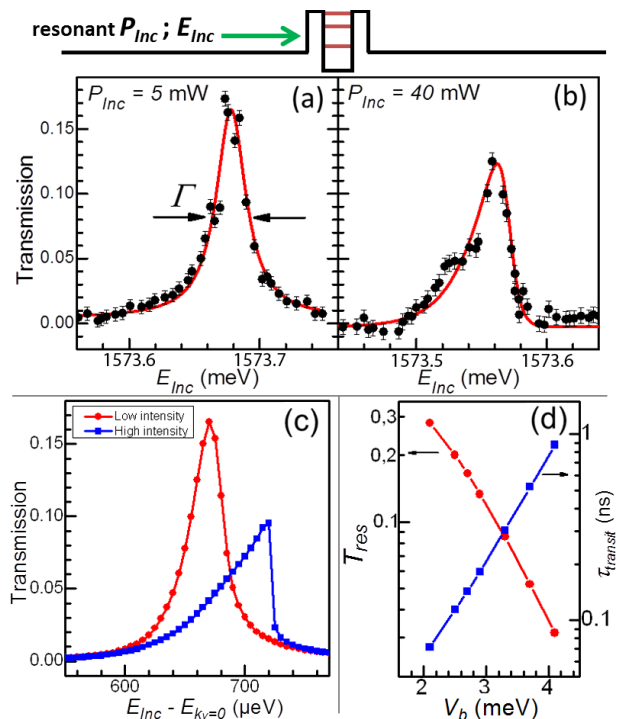 resonant P_Inc ; E_Inc
P_Inc = 5 mW
(a)
P_Inc = 40 mW
(b)
Transmission
0.15
0.10
0.05
0.00
Γ
1573.6
1573.7
1573.5
1573.6
E_Inc (meV)
E_Inc (meV)
Low intensity
High intensity
(c)
Transmission
0.15
0.10
0.05
0.00
600
700
E_Inc - E_ky=0 (µeV)
(d)
T_res
0,3
0,2
0.1
1
0.1
τ_transit (ns)
2
3
4
V_b (meV)